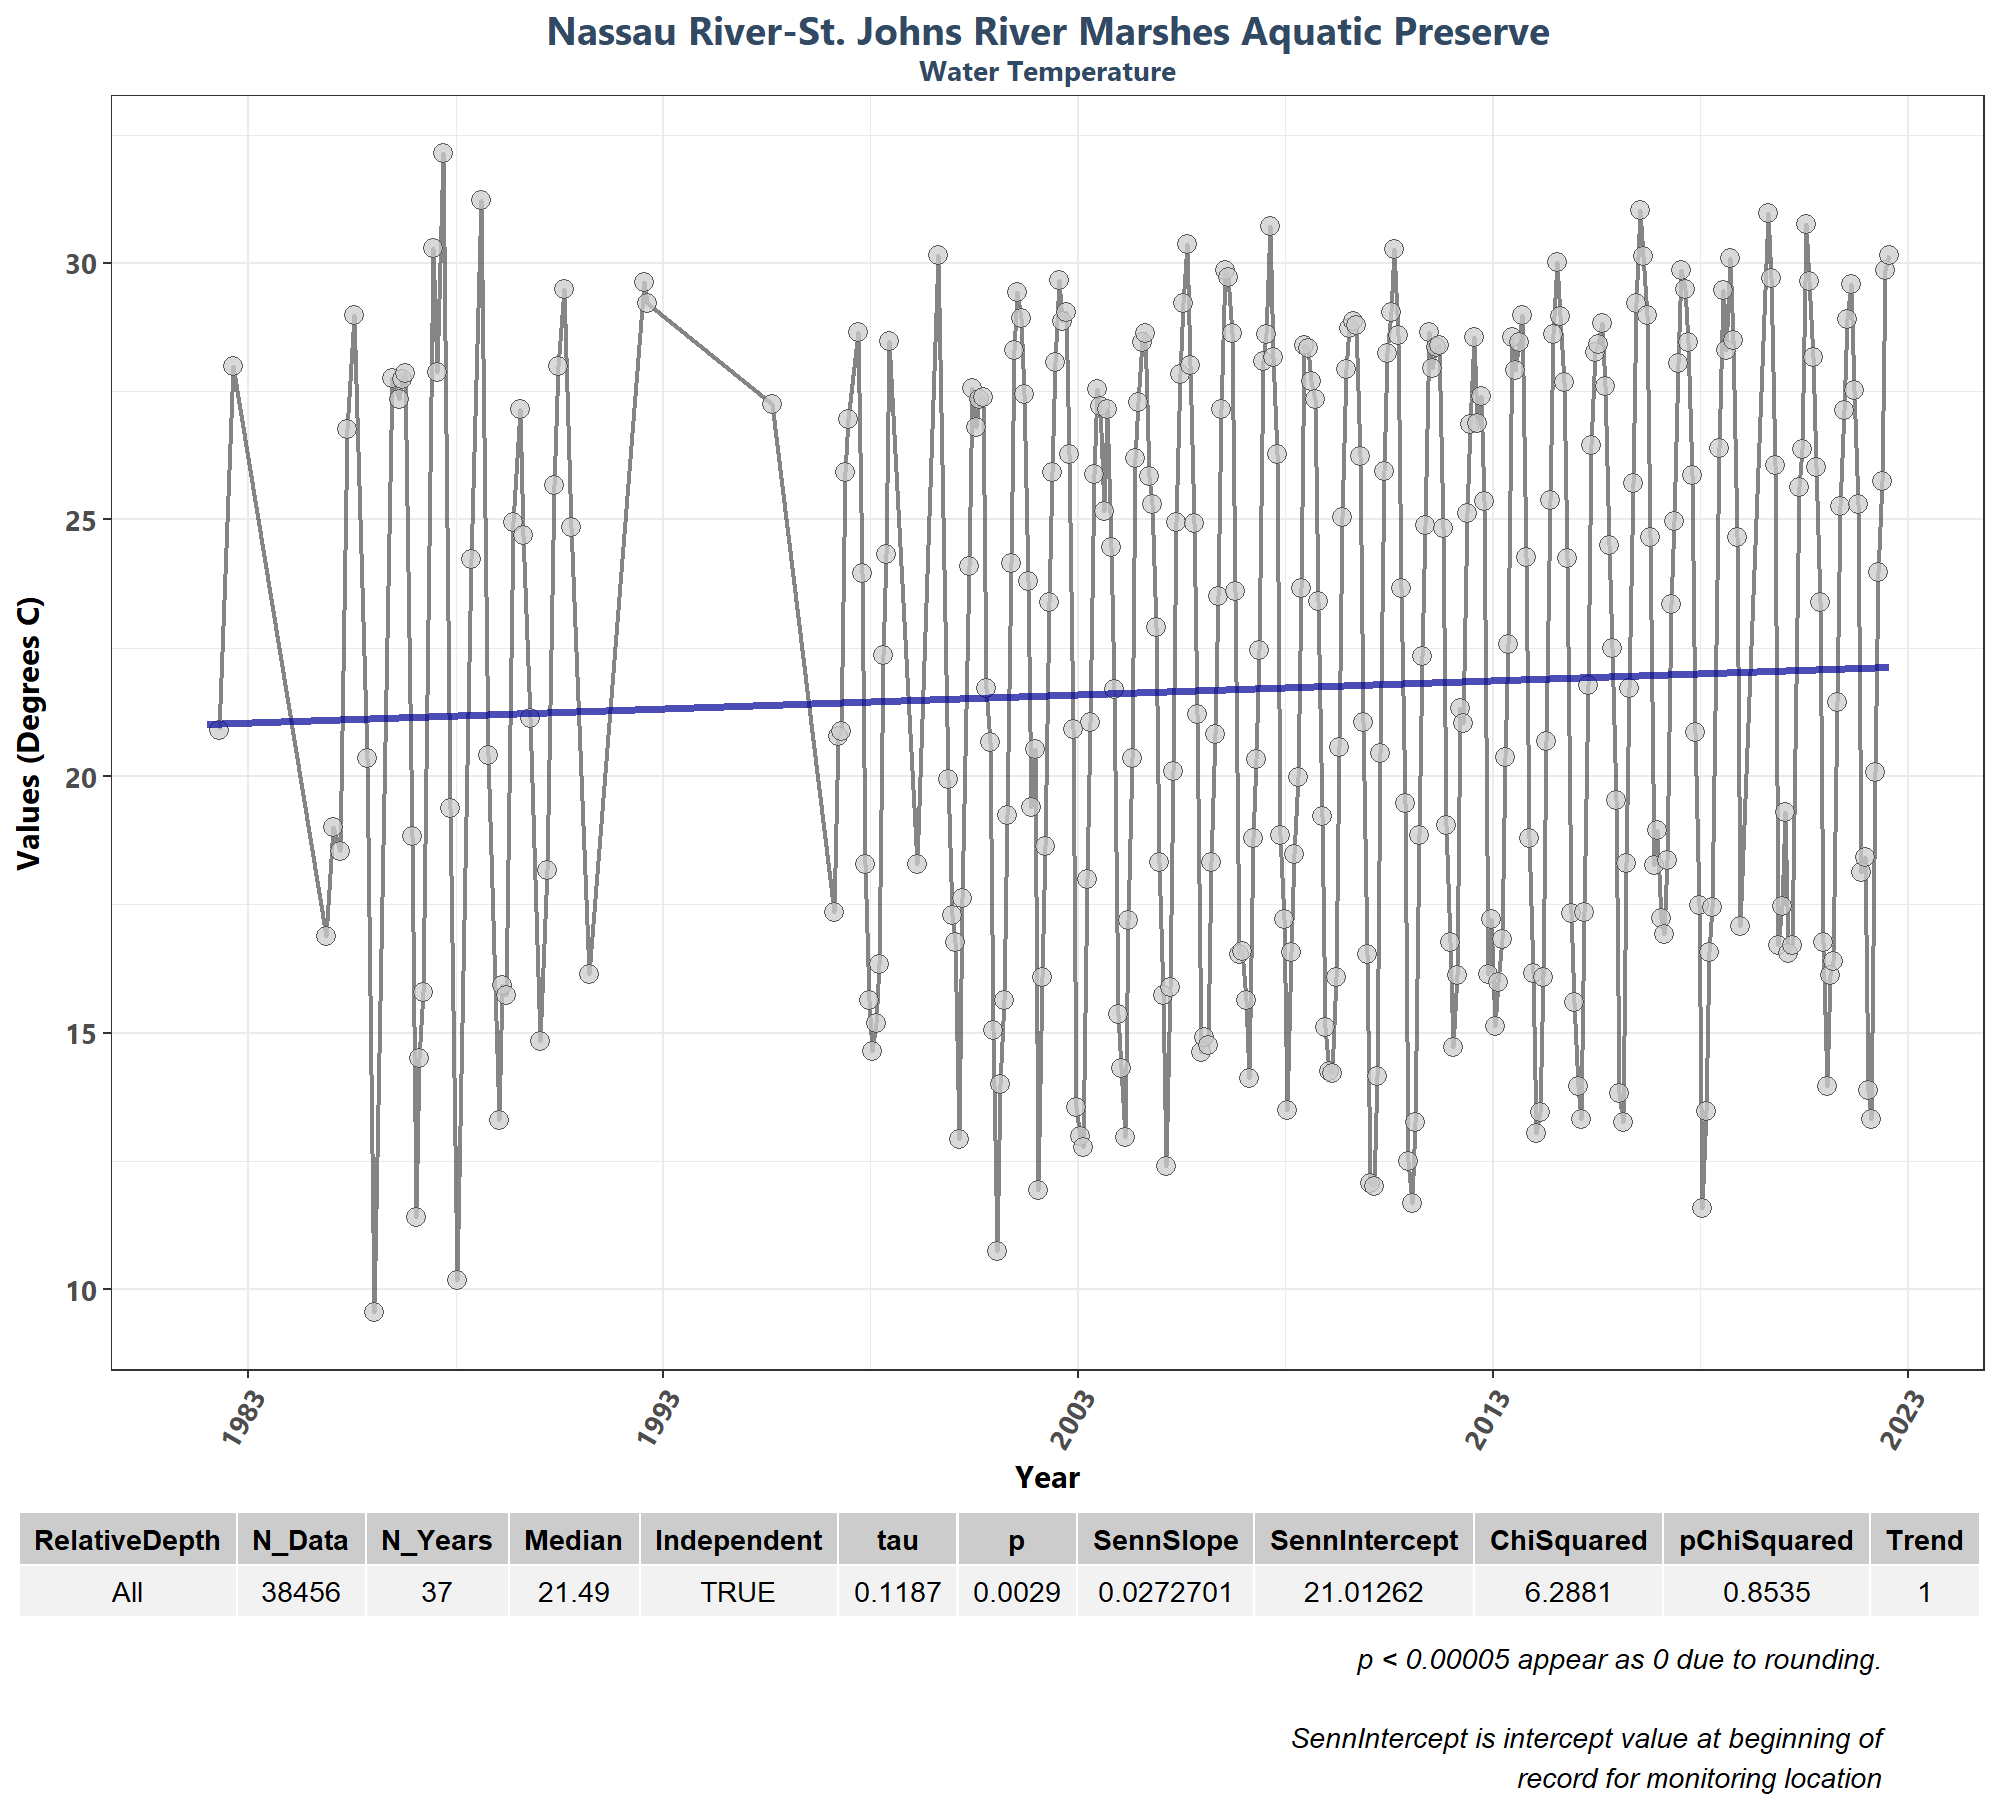 Nassau River-St. Johns River Marshes Aquatic Preserve
Water Temperature
Values (Degrees C)
30
25
20
15
10
1983
1993
2003
2013
2023
Year
RelativeDepth N_Data N_Years Median Independent tau p SennSlope SennIntercept ChiSquared pChiSquared Trend
All 38456 37 21.49 TRUE 0.1187 0.0029 0.0272701 21.01262 6.2881 0.8535 1
p < 0.00005 appear as 0 due to rounding.
SennIntercept is intercept value at beginning of
record for monitoring location